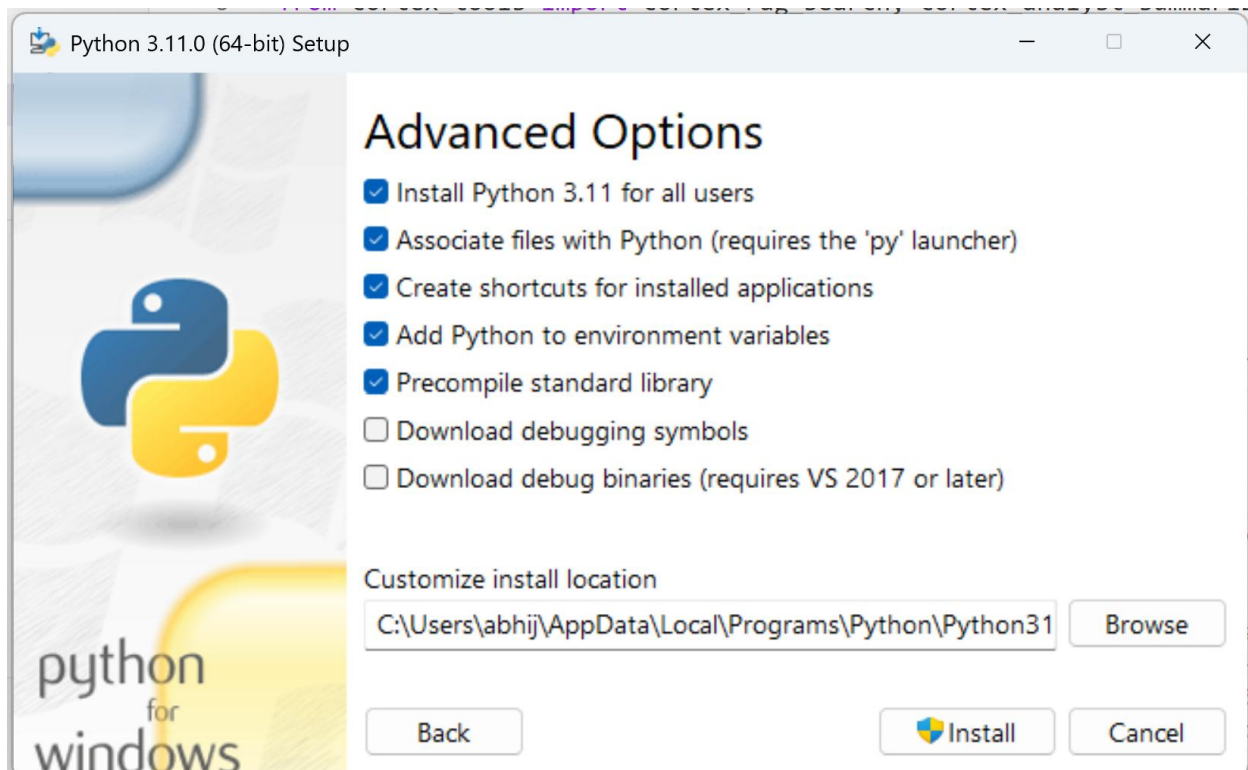 Python 3.11.0 (64-bit) Setup
Advanced Options
Install Python 3.11 for all users
Associate files with Python (requires the 'py' launcher)
Create shortcuts for installed applications
Add Python to environment variables
Precompile standard library
Download debugging symbols
Download debug binaries (requires VS 2017 or later)
Customize install location
C:\Users\abhij\AppData\Local\Programs\Python\Python31
Browse
python
for
windows
Back
Install
Cancel